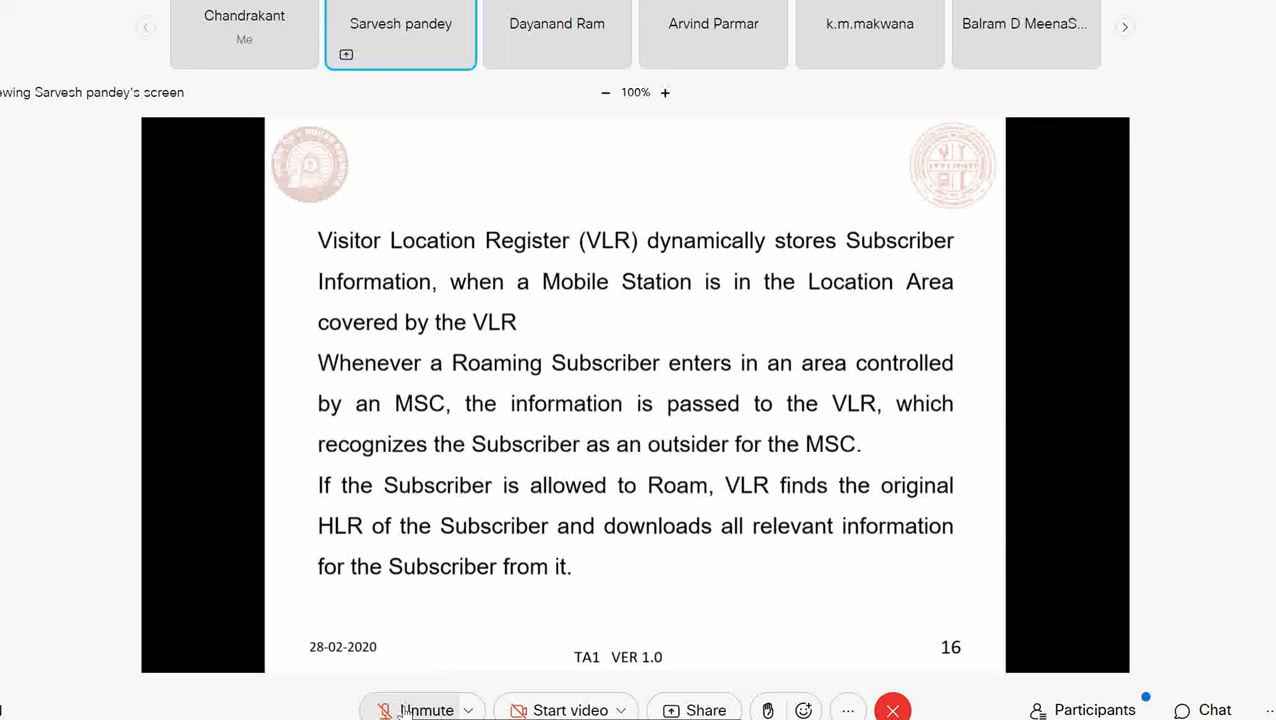 Chandrakant
Me
Sarvesh pandey
Dayanand Ram
Arvind Parmar
k.m.makwana
Balram D MeenaS...
ewing Sarvesh pandey's screen
100%
Visitor Location Register (VLR) dynamically stores Subscriber
Information, when a Mobile Station is in the Location Area
covered by the VLR
Whenever a Roaming Subscriber enters in an area controlled
by an MSC, the information is passed to the VLR, which
recognizes the Subscriber as an outsider for the MSC.
If the Subscriber is allowed to Roam, VLR finds the original
HLR of the Subscriber and downloads all relevant information
for the Subscriber from it.
28-02-2020
TA1 VER 1.0
16
Unmute
Start video
Share
Participants
Chat